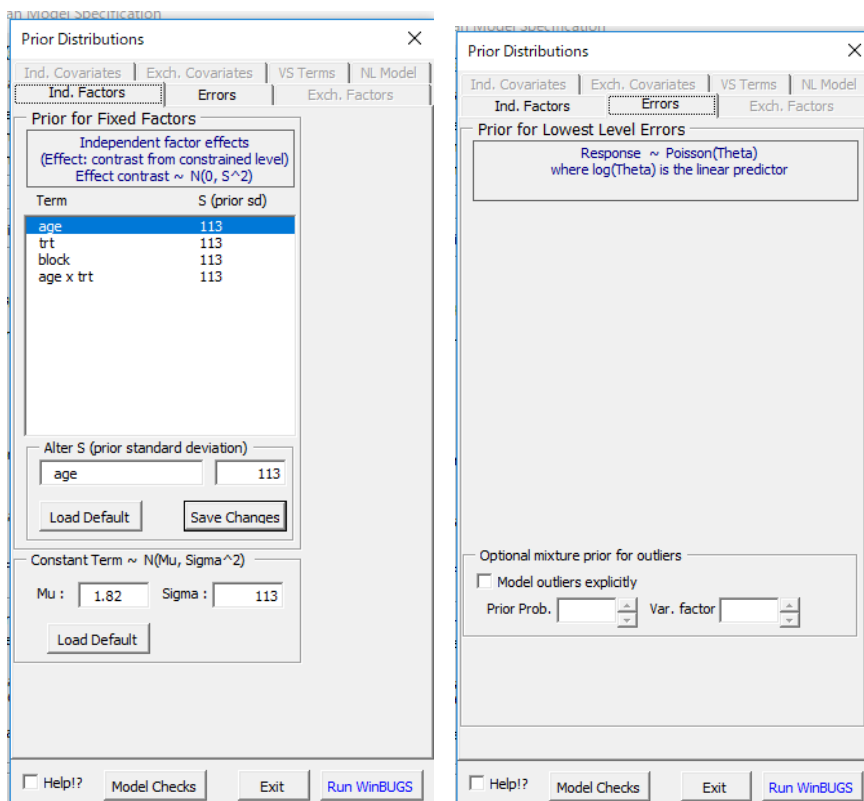 Prior Distributions
Ind. Covariates Exch. Covariates VS Terms NL Model
Ind. Factors Errors Exch. Factors
Prior for Fixed Factors
Independent factor effects
(Effect: contrast from constrained level)
Effect contrast ~ N(0, S^2)
Term S (prior sd)
age 113
trt 113
block 113
age x trt 113
Alter S (prior standard deviation)
age 113
Load Default Save Changes
Constant Term ~ N(Mu, Sigma^2)
Mu : 1.82 Sigma : 113
Load Default
Help!? Model Checks Exit Run WinBUGS
Prior Distributions
Ind. Covariates Exch. Covariates VS Terms NL Model
Ind. Factors Errors Exch. Factors
Prior for Lowest Level Errors
Response ~ Poisson(Theta)
where log(Theta) is the linear predictor
Optional mixture prior for outliers
Model outliers explicitly
Prior Prob. Var. factor
Help!? Model Checks Exit Run WinBUGS